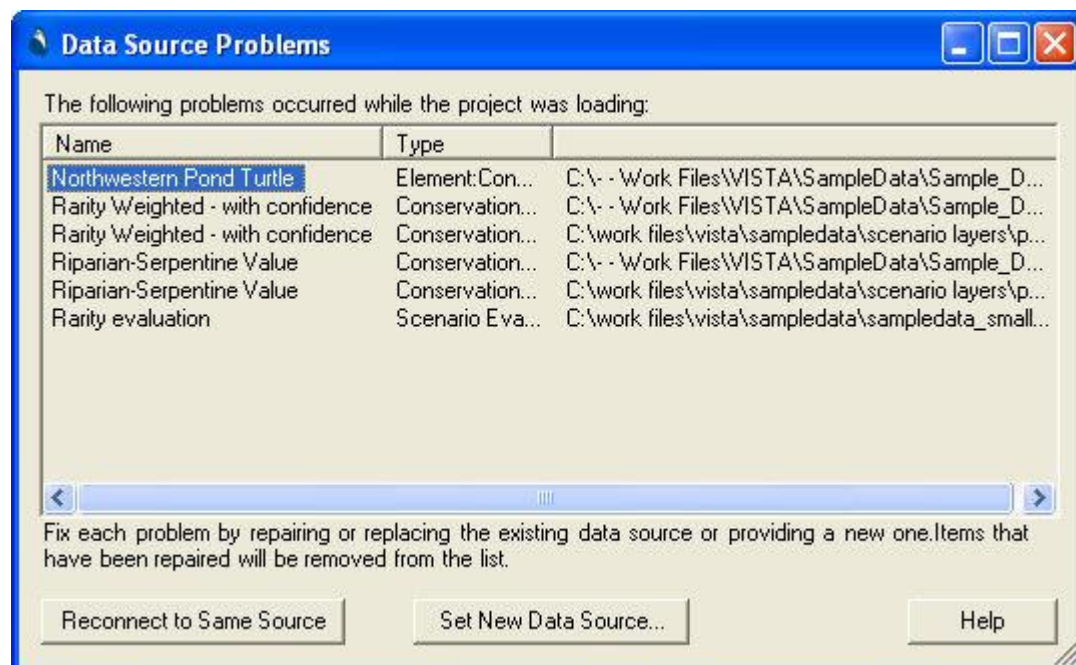 Data Source Problems
The following problems occurred while the project was loading:
Name Type
Northwestern Pond Turtle Element:Con... C:\- - Work Files\VISTA\SampleData\Sample_D...
Rarity Weighted - with confidence Conservation... C:\- - Work Files\VISTA\SampleData\Sample_D...
Rarity Weighted - with confidence Conservation... C:\work files\vista\sampledata\scenario layers\p...
Riparian-Serpentine Value Conservation... C:\- - Work Files\VISTA\SampleData\Sample_D...
Riparian-Serpentine Value Conservation... C:\work files\vista\sampledata\scenario layers\p...
Rarity evaluation Scenario Eva... C:\work files\vista\sampledata\sampledata_small...
Fix each problem by repairing or replacing the existing data source or providing a new one.Items that
have been repaired will be removed from the list.
Reconnect to Same Source Set New Data Source... Help